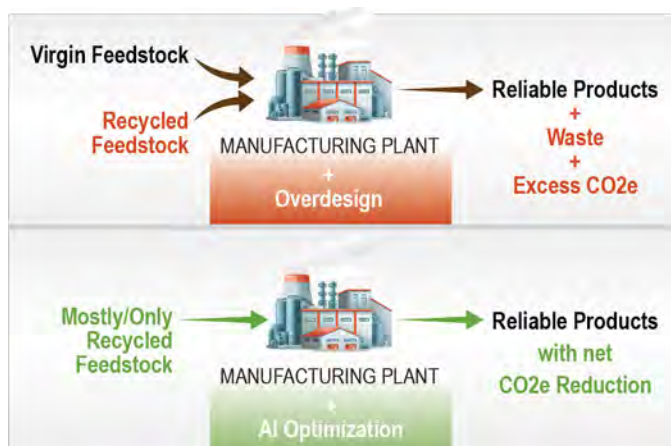 Virgin Feedstock
Recycled
Feedstock
MANUFACTURING PLANT
+
Overdesign
Reliable Products
+
Waste
+
Excess CO2e
Mostly/Only
Recycled
Feedstock
MANUFACTURING PLANT
+
AI Optimization
Reliable Products
with net
CO2e Reduction